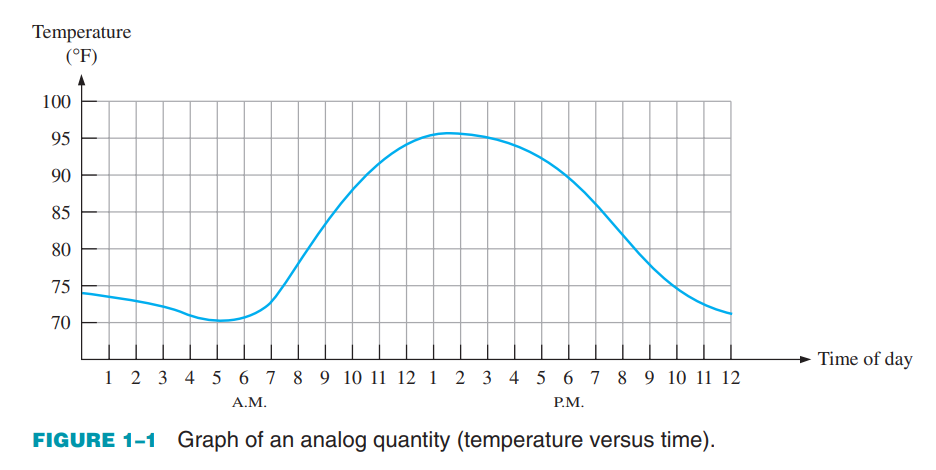 Temperature
(°F)
100
95
90
85
80
75
70
1 2 3 4 5 6 7 8 9 10 11 12 1 2 3 4 5 6 7 8 9 10 11 12
Time of day
A.M. P.M.
FIGURE 1–1 Graph of an analog quantity (temperature versus time).